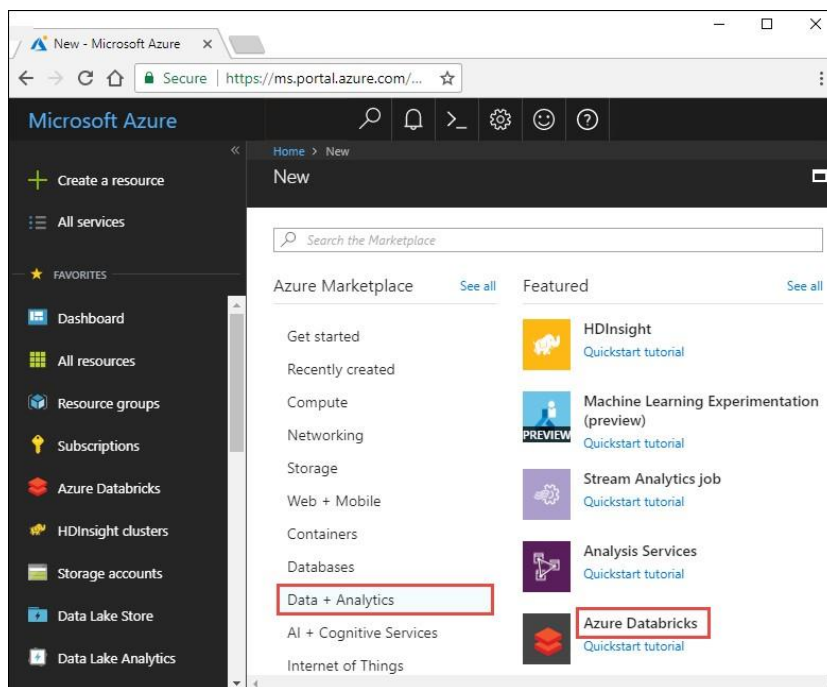 New - Microsoft Azure
Secure | https://ms.portal.azure.com/...
Microsoft Azure
Create a resource
All services
FAVORITES
Dashboard
All resources
Resource groups
Subscriptions
Azure Databricks
HDInsight clusters
Storage accounts
Data Lake Store
Data Lake Analytics
Home > New
New
Search the Marketplace
Azure Marketplace
See all
Get started
Recently created
Compute
Networking
Storage
Web + Mobile
Containers
Databases
Data + Analytics
AI + Cognitive Services
Internet of Things
Featured
See all
HDInsight
Quickstart tutorial
PREVIEW
Machine Learning Experimentation
(preview)
Quickstart tutorial
Stream Analytics job
Quickstart tutorial
Analysis Services
Quickstart tutorial
Azure Databricks
Quickstart tutorial